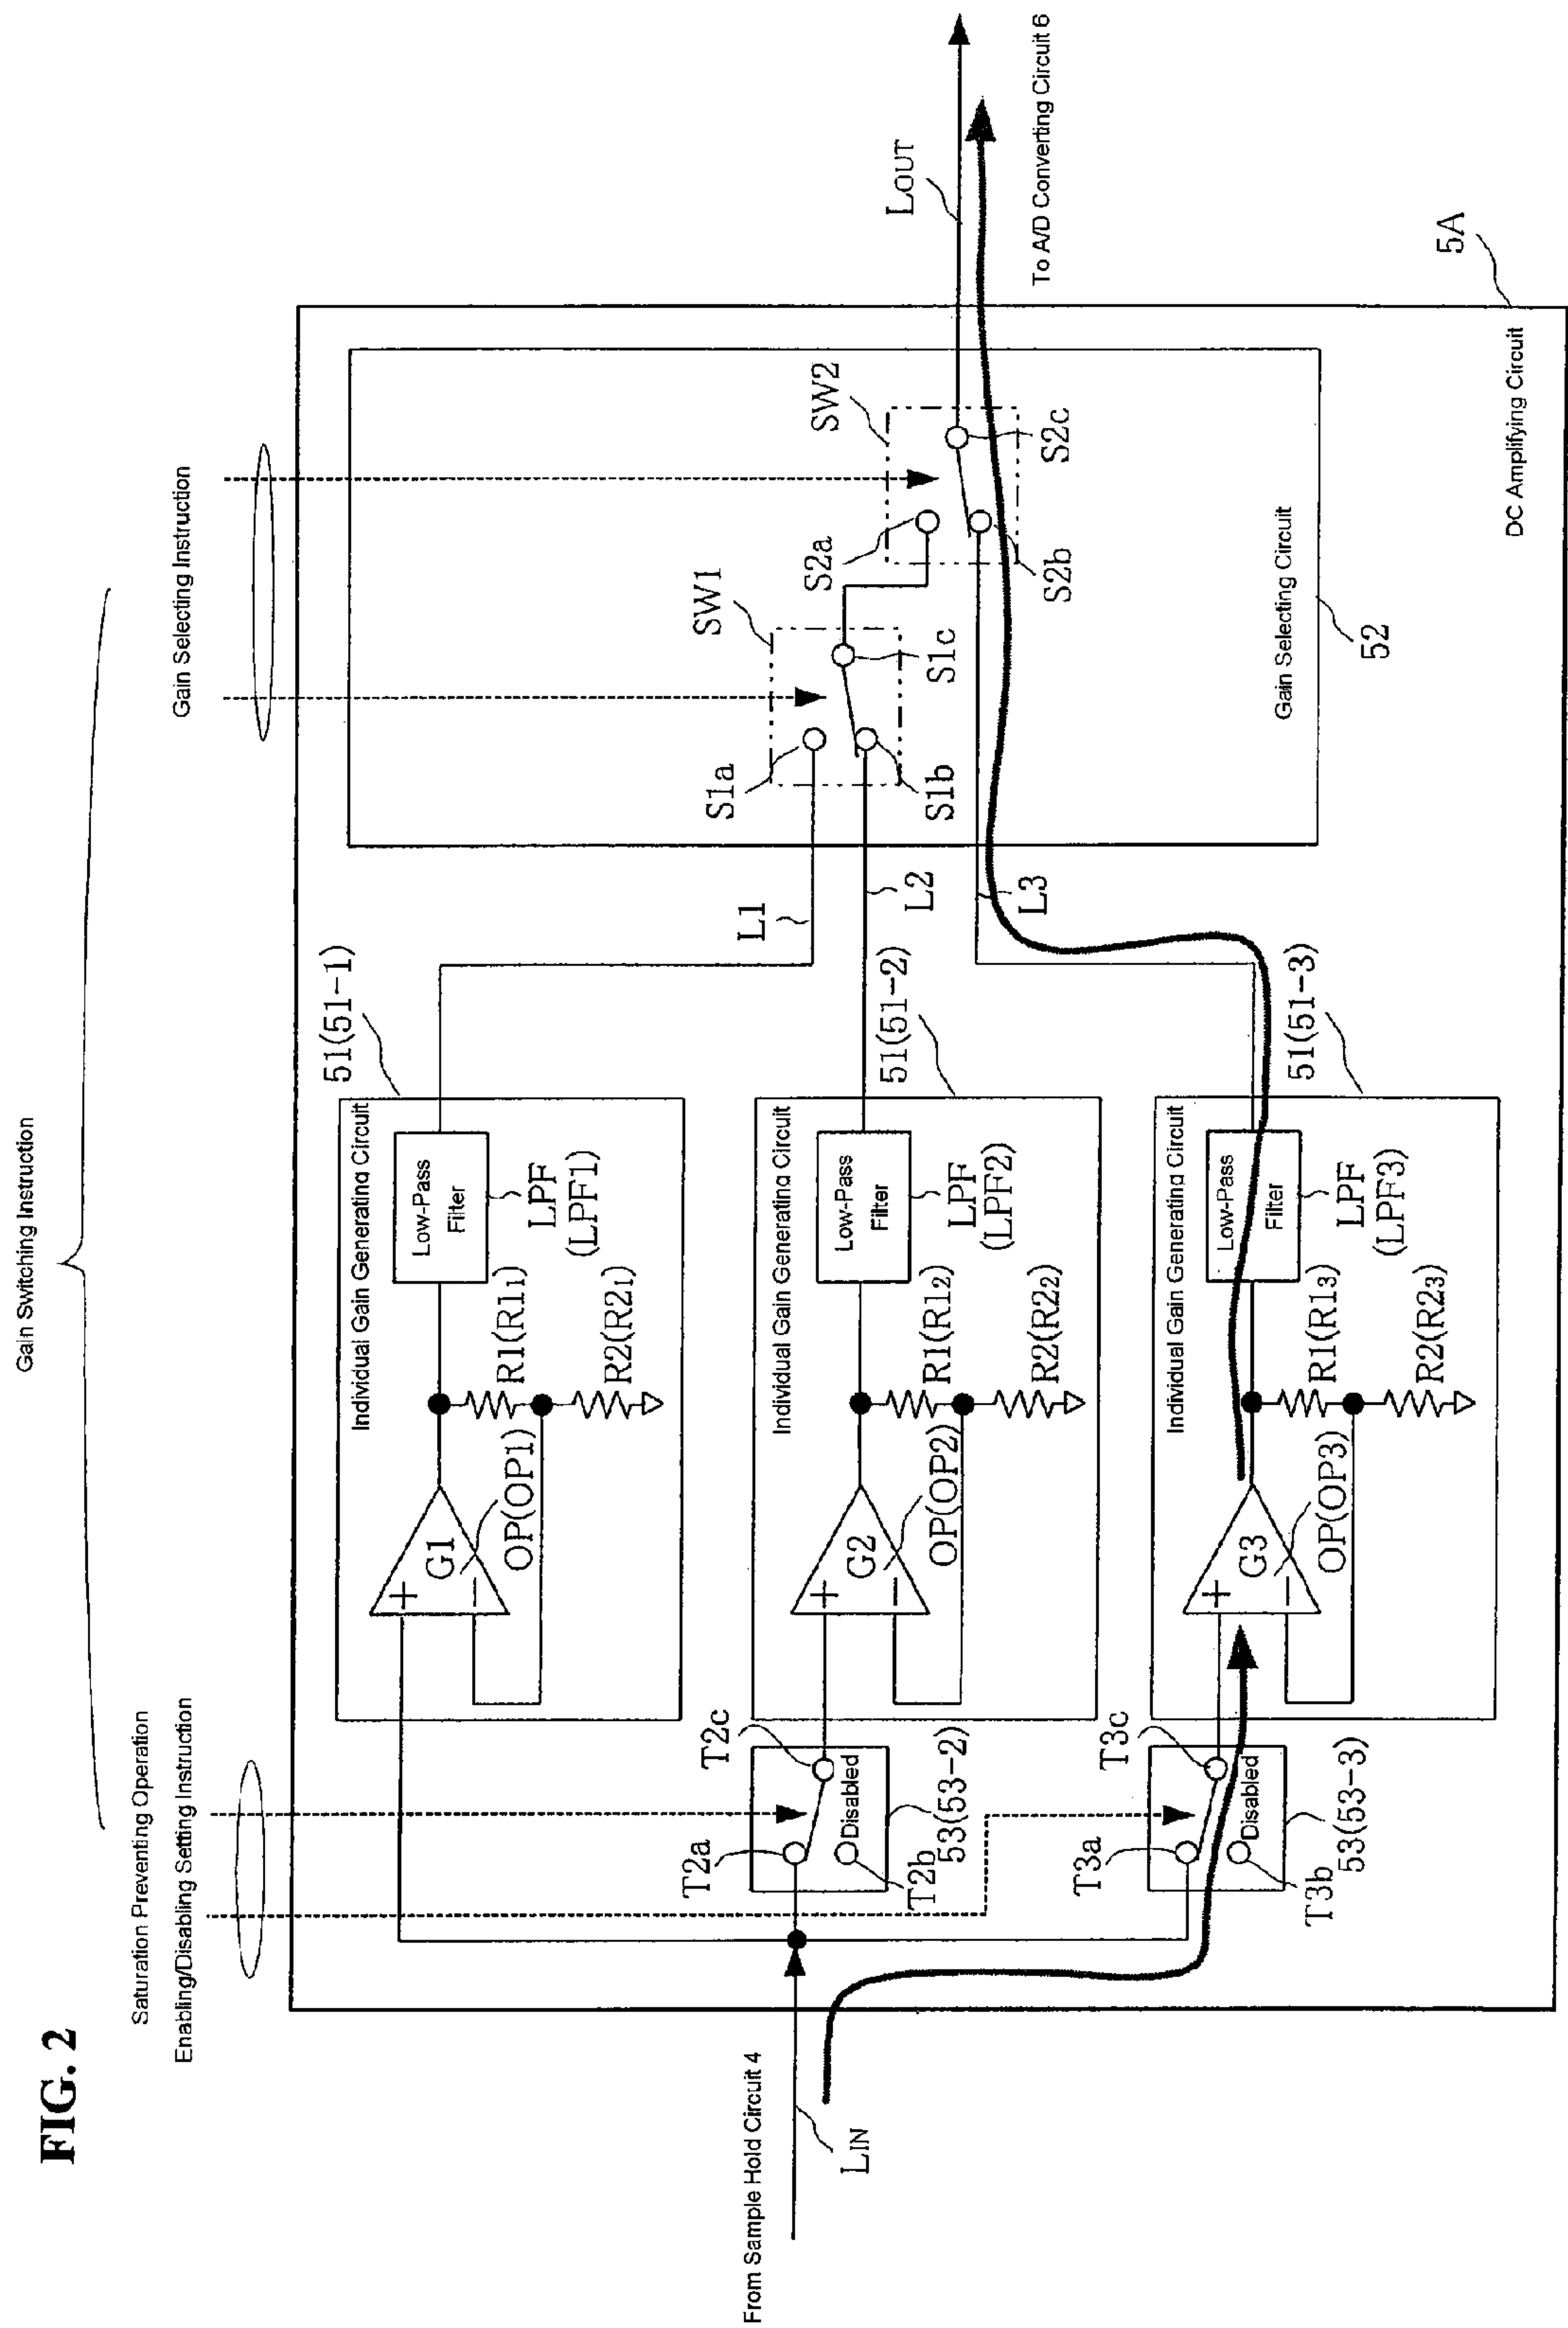 FIG. 2
Gain Switching Instruction
Saturation Preventing Operation
Enabling/Disabling Setting Instruction
Gain Selecting Instruction
From Sample Hold Circuit 4
LIN
T2a
T2b
T2c
Disabled
53(53-2)
T3a
T3b
T3c
Disabled
53(53-3)
51(51-1)
Individual Gain Generating Circuit
+
G1
−
OP(OP1)
R1(R11)
R2(R21)
Low-Pass
Filter
LPF
(LPF1)
51(51-2)
Individual Gain Generating Circuit
+
G2
−
OP(OP2)
R1(R12)
R2(R22)
Low-Pass
Filter
LPF
(LPF2)
51(51-3)
Individual Gain Generating Circuit
+
G3
−
OP(OP3)
R1(R13)
R2(R23)
Low-Pass
Filter
LPF
(LPF3)
L1
L2
L3
SW1
S1a
S1b
S1c
SW2
S2a
S2b
S2c
Gain Selecting Circuit
52
LOUT
To A/D Converting Circuit 6
DC Amplifying Circuit
5A